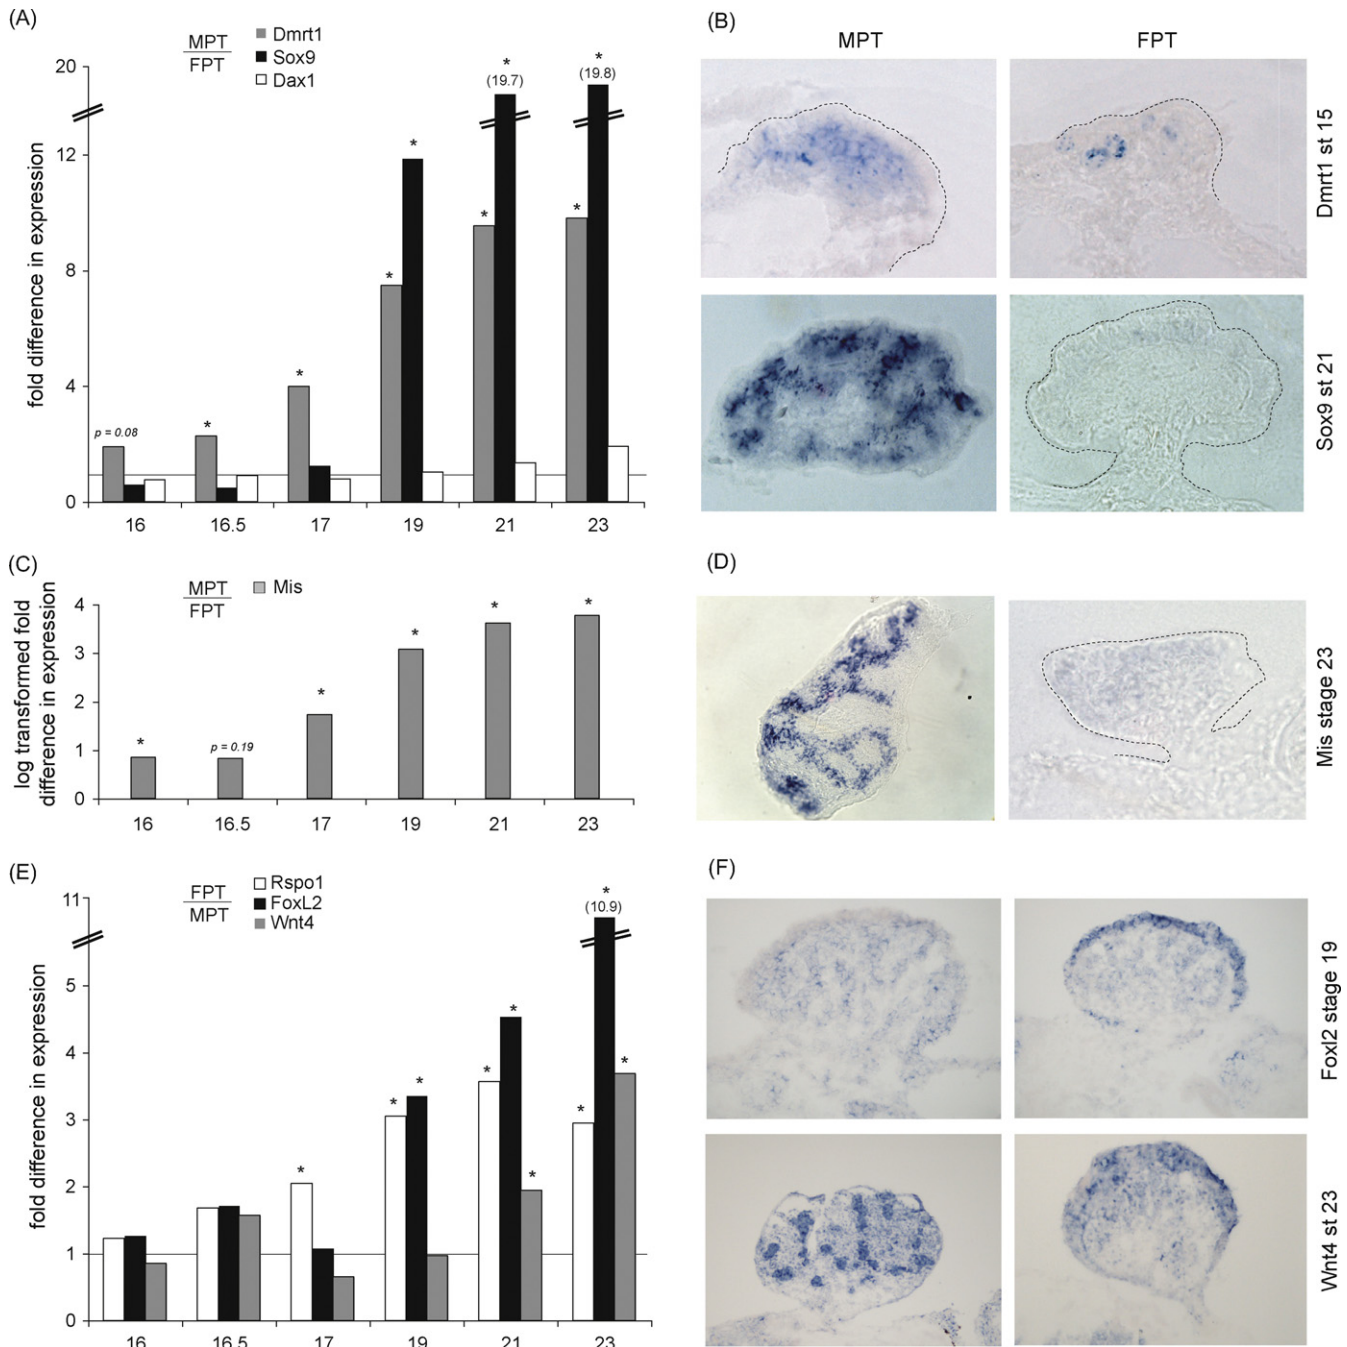 (A)
MPT
FPT
Dmrt1
Sox9
Dax1
20
12
8
4
0
fold difference in expression
p = 0.08
*
*
*
*
*
*
(19.7)
*
*
(19.8)
16 16.5 17 19 21 23
(B)
MPT FPT
Dmrt1 st 15
Sox9 st 21
(C)
MPT
FPT
Mis
log transformed fold
difference in expression
4
3
2
1
0
*
p = 0.19
*
*
*
*
16 16.5 17 19 21 23
(D)
Mis stage 23
(E)
FPT
MPT
Rspo1
FoxL2
Wnt4
11
5
4
3
2
1
0
fold difference in expression
*
*
*
*
*
*
*
*
(10.9)
*
16 16.5 17 19 21 23
(F)
Foxl2 stage 19
Wnt4 st 23